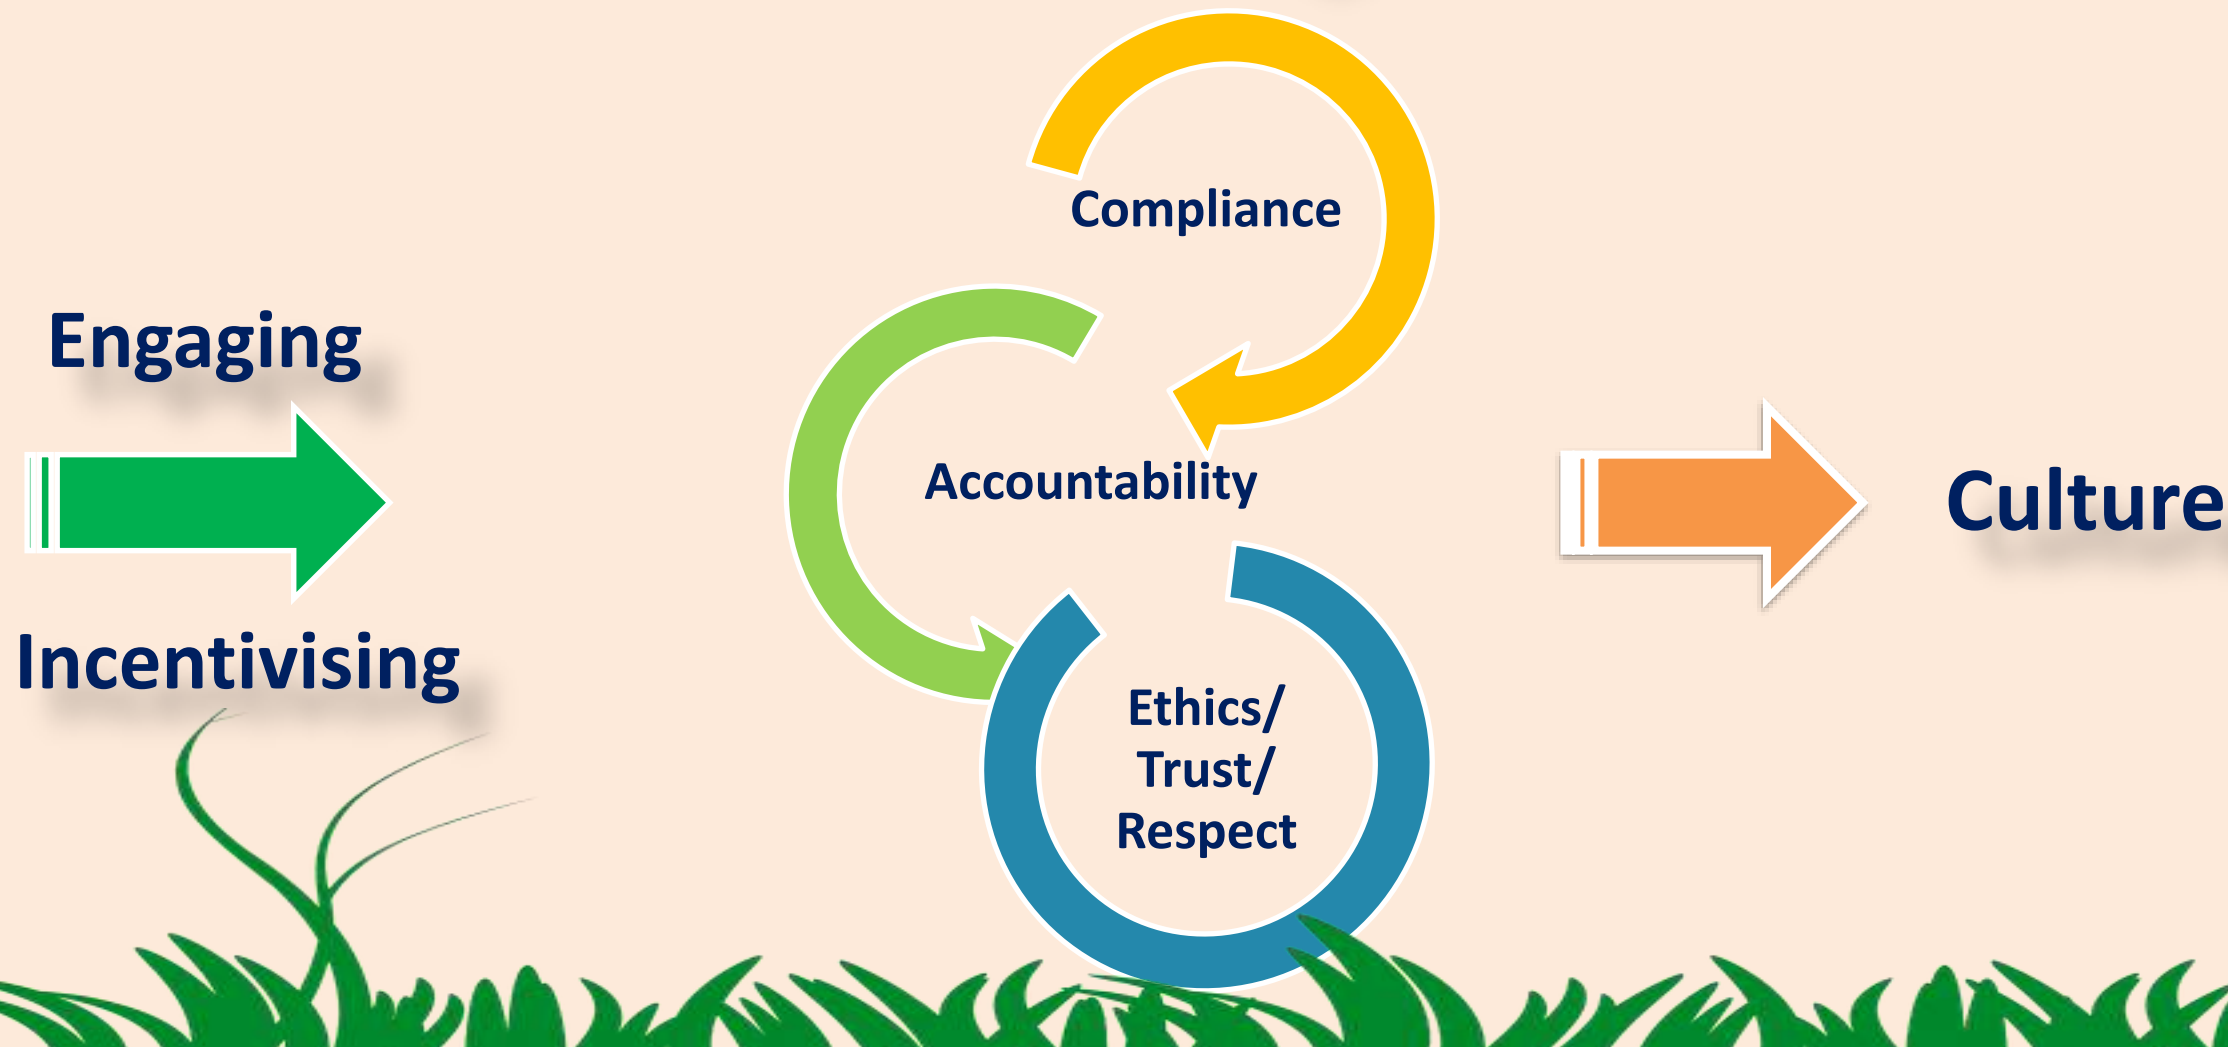 Engaging
Incentivising
Compliance
Accountability
Ethics/
Trust/
Respect
Culture